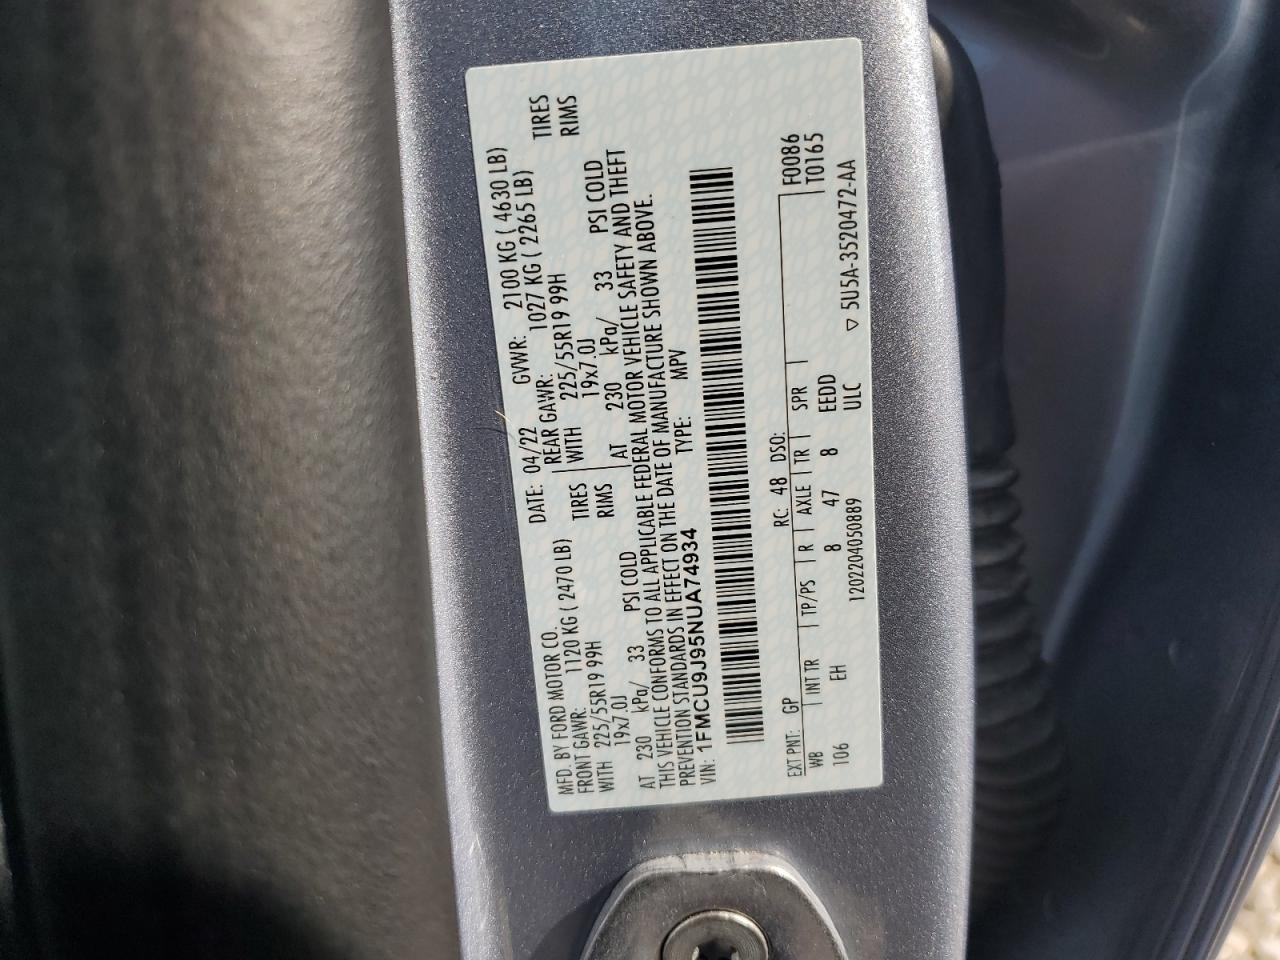 MFD. BY FORD MOTOR CO.
DATE: 04/22 GVWR: 2100 KG ( 4630 LB)
FRONT GAWR: 1120 KG ( 2470 LB) REAR GAWR: 1027 KG ( 2265 LB)
WITH 225/55R19 99H TIRES WITH 225/55R19 99H TIRES
19x7.0J RIMS 19x7.0J RIMS
AT 230 kPa/ 33 PSI COLD AT 230 kPa/ 33 PSI COLD
THIS VEHICLE CONFORMS TO ALL APPLICABLE FEDERAL MOTOR VEHICLE SAFETY AND THEFT
PREVENTION STANDARDS IN EFFECT ON THE DATE OF MANUFACTURE SHOWN ABOVE.
VIN: 1FMCU9J95NUA74934 TYPE: MPV
EXT PNT: GP RC: 48 DSO: F0086
WB INT TR TP/PS R AXLE TR SPR T0165
106 EH 8 47 8 EEDD
1202204050889 ULC ▽ 5U5A-3520472-AA